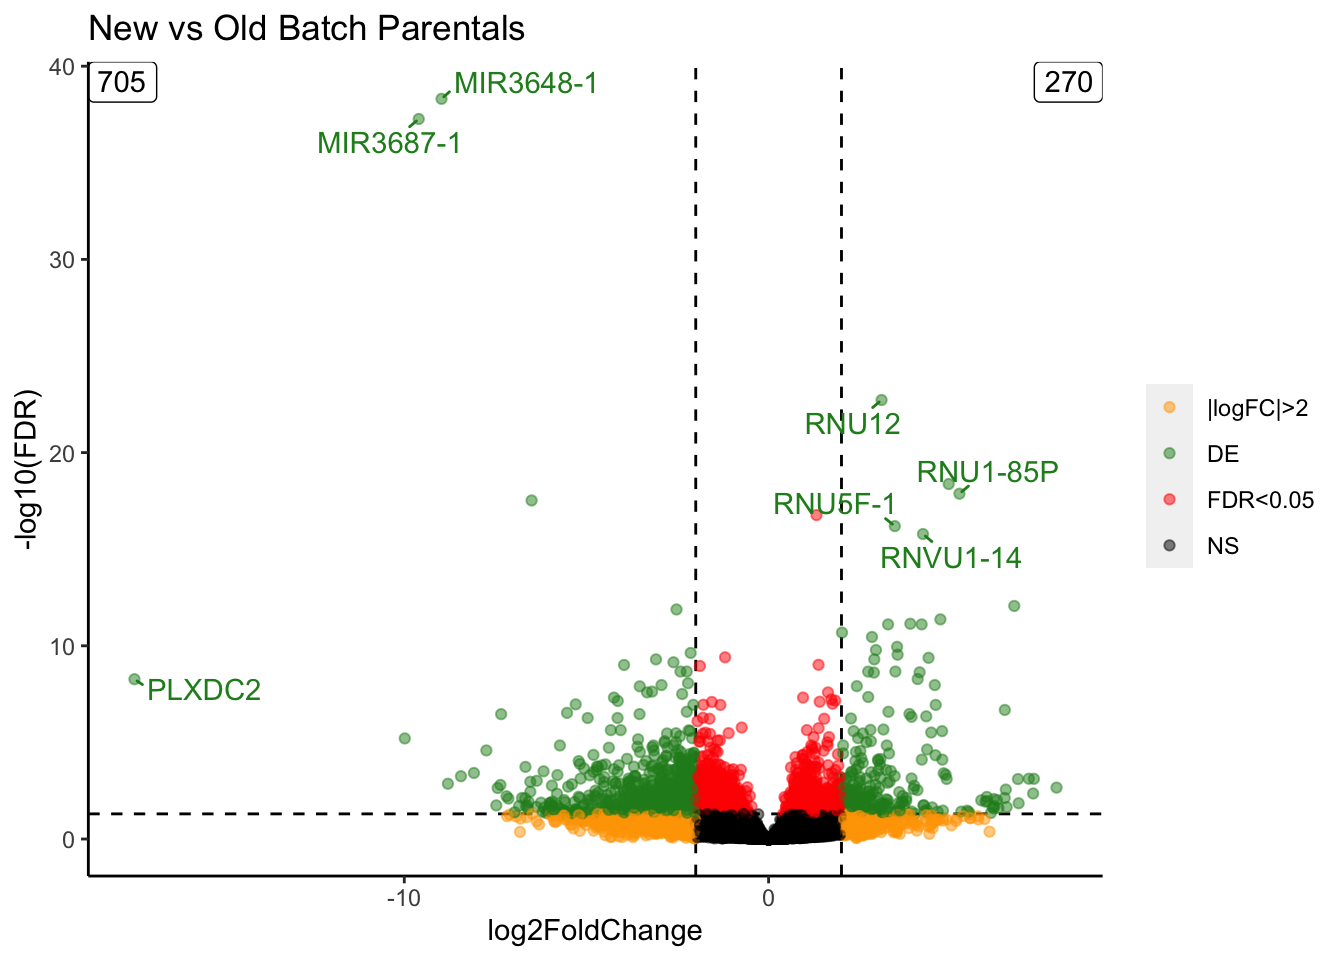 New vs Old Batch Parentals
40
705
270
MIR3648-1
MIR3687-1
30
RNU12
20
RNU1-85P
RNU5F-1
RNVU1-14
10
PLXDC2
0
-10
0
log2FoldChange
-log10(FDR)
|logFC|>2
DE
FDR<0.05
NS